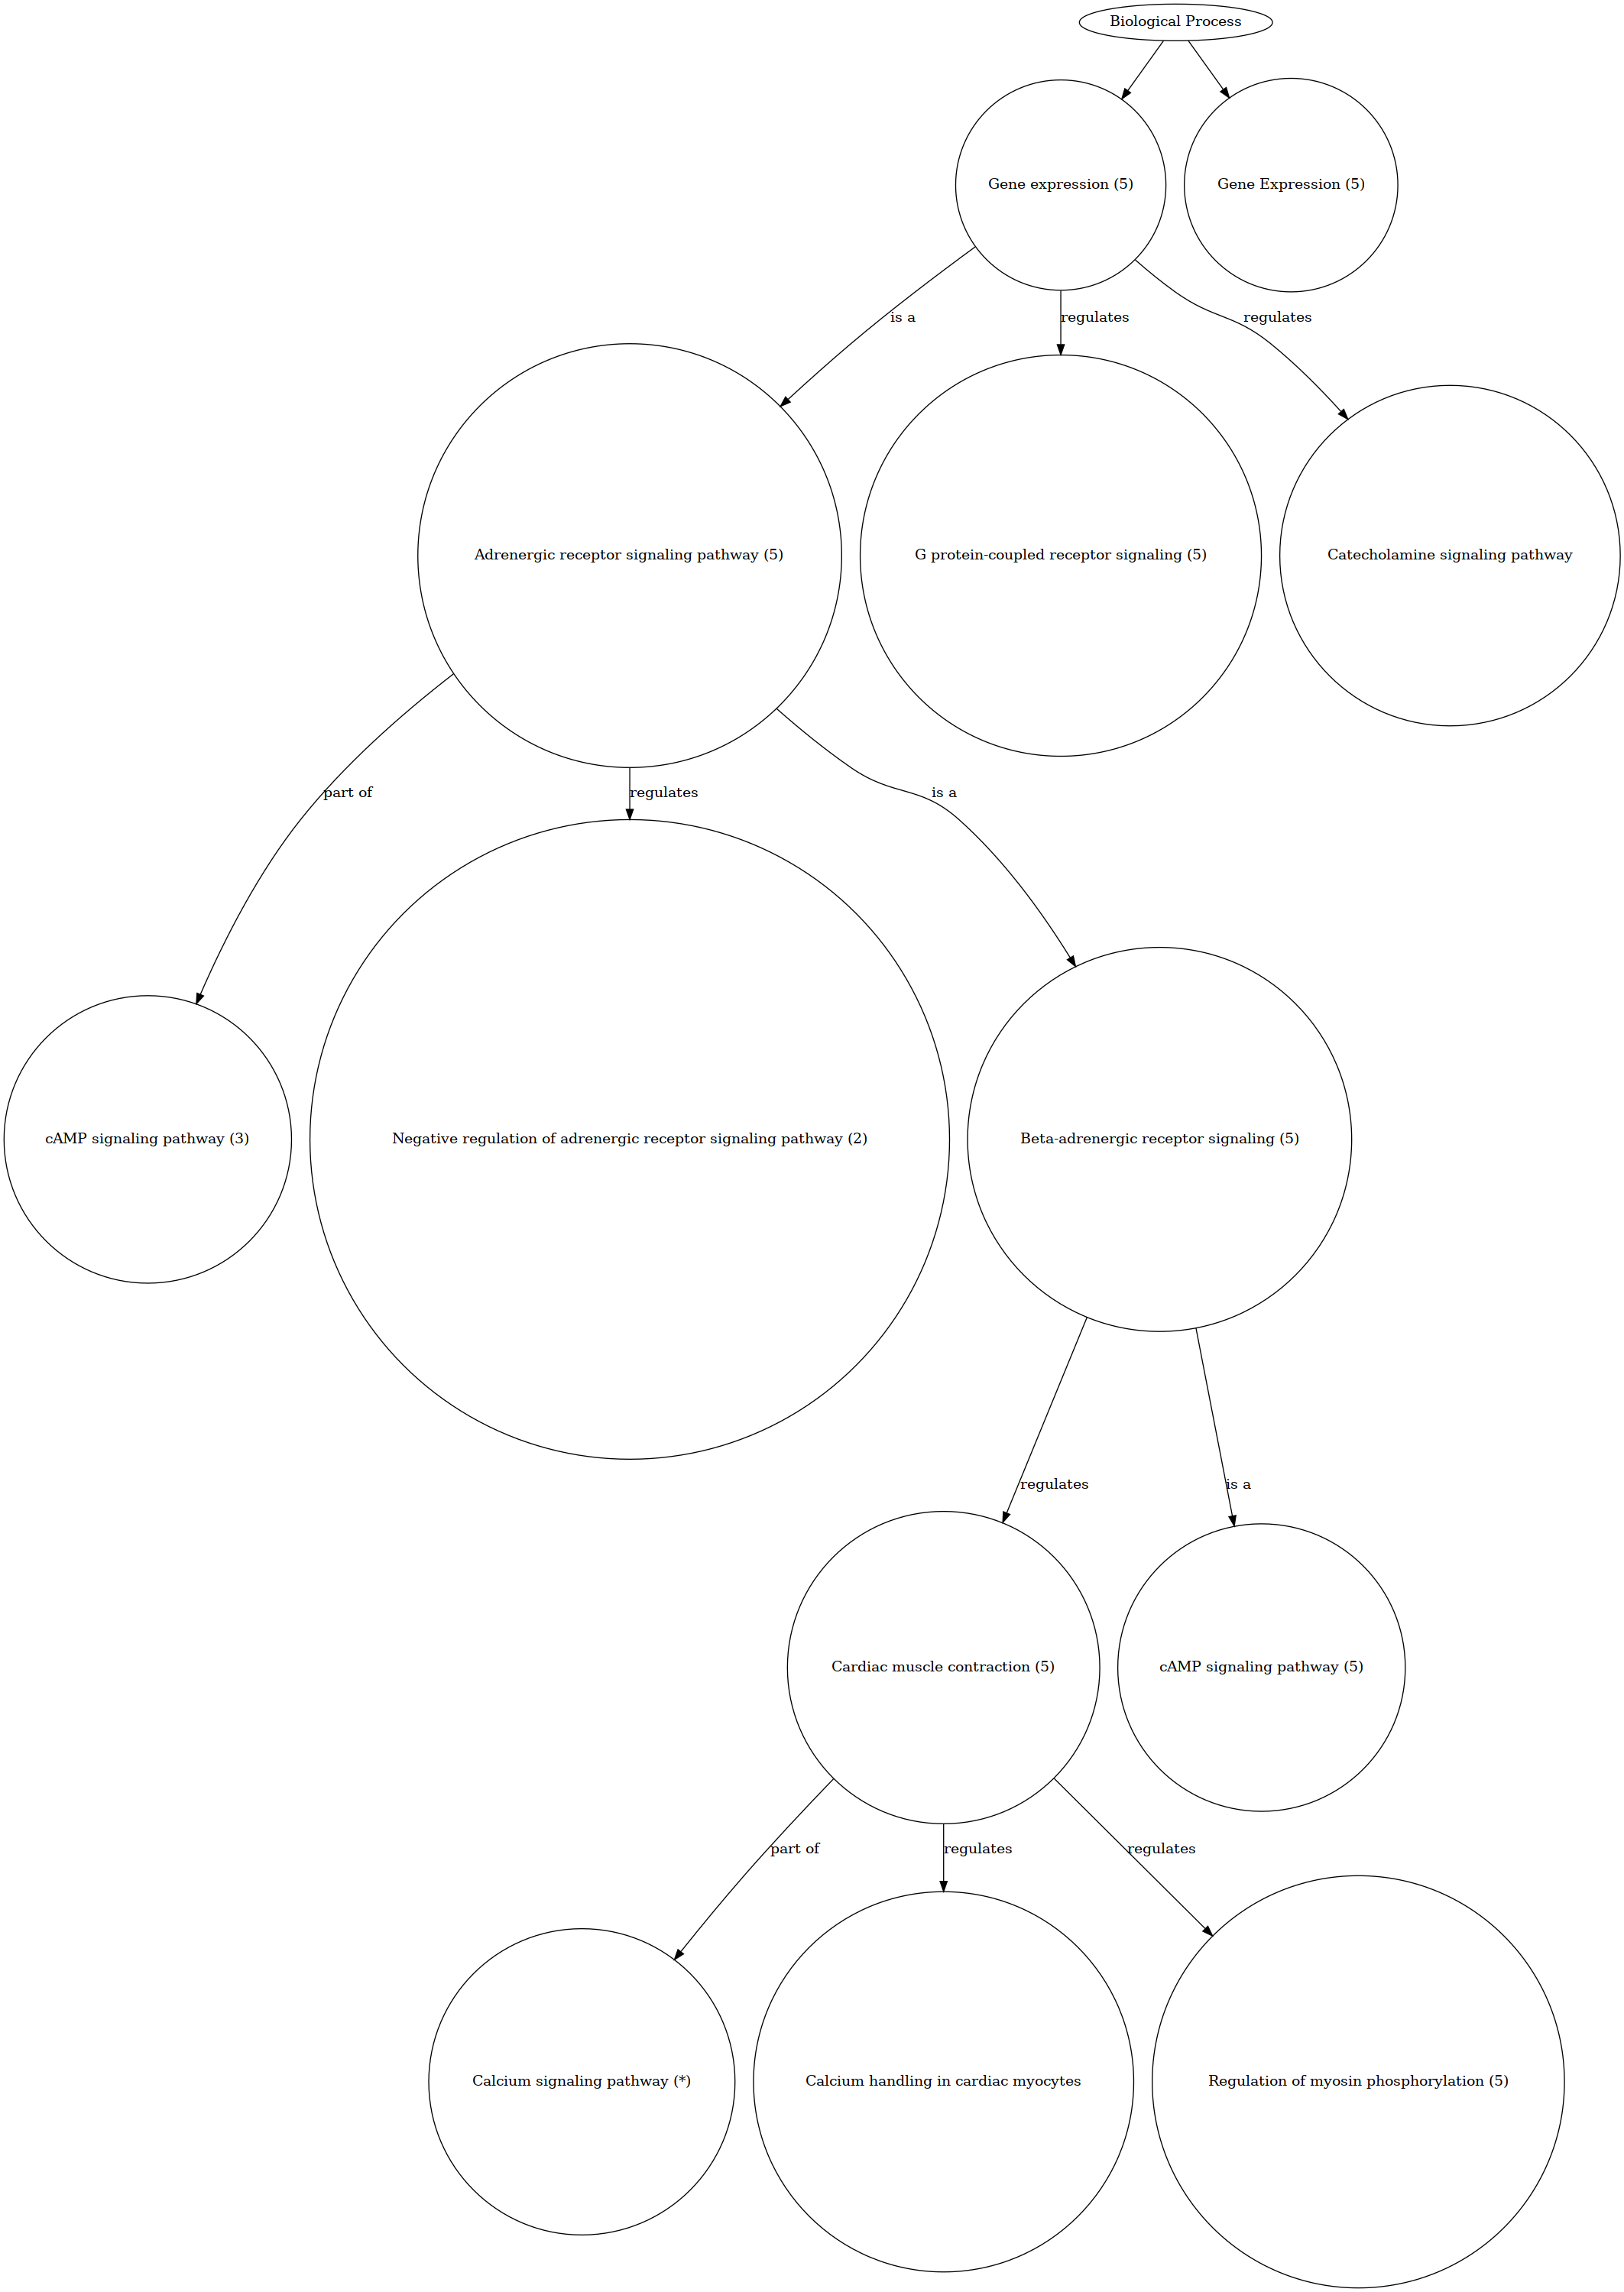 Biological Process
Gene expression (5)
Gene Expression (5)
is a
regulates
regulates
Adrenergic receptor signaling pathway (5)
G protein-coupled receptor signaling (5)
Catecholamine signaling pathway
part of
regulates
is a
cAMP signaling pathway (3)
Negative regulation of adrenergic receptor signaling pathway (2)
Beta-adrenergic receptor signaling (5)
regulates
is a
Cardiac muscle contraction (5)
cAMP signaling pathway (5)
part of
regulates
regulates
Calcium signaling pathway (*)
Calcium handling in cardiac myocytes
Regulation of myosin phosphorylation (5)